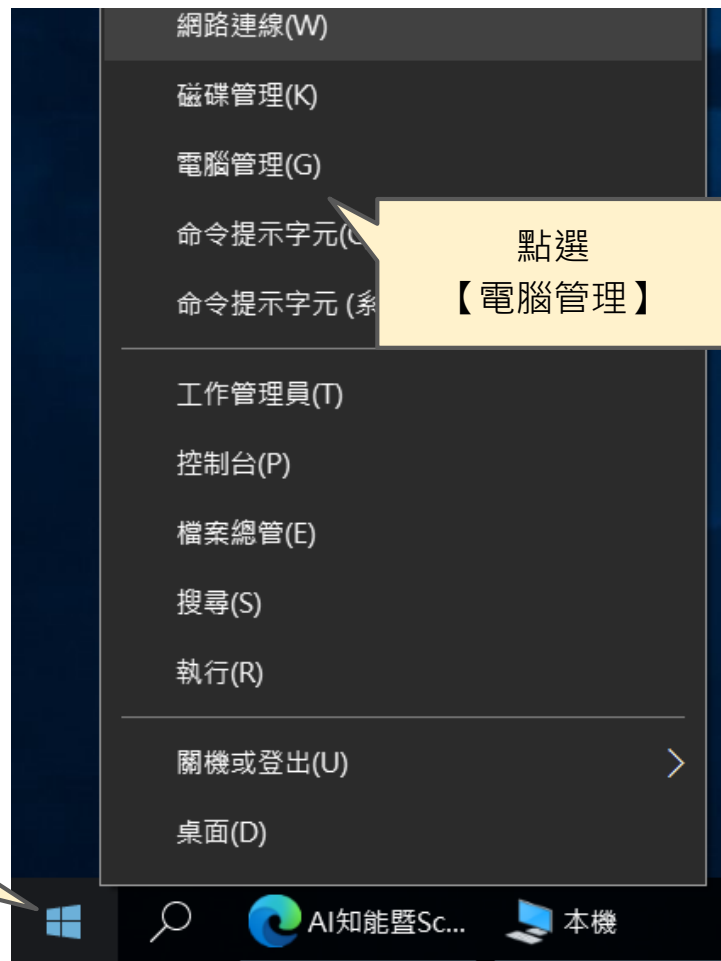 網路連線(W)
磁碟管理(K)
電腦管理(G)
命令提示字元(
點選
【電腦管理】
命令提示字元 (系
工作管理員(T)
控制台(P)
檔案總管(E)
搜尋(S)
執行(R)
關機或登出(U)
桌面(D)
AI知能暨Sc...
本機